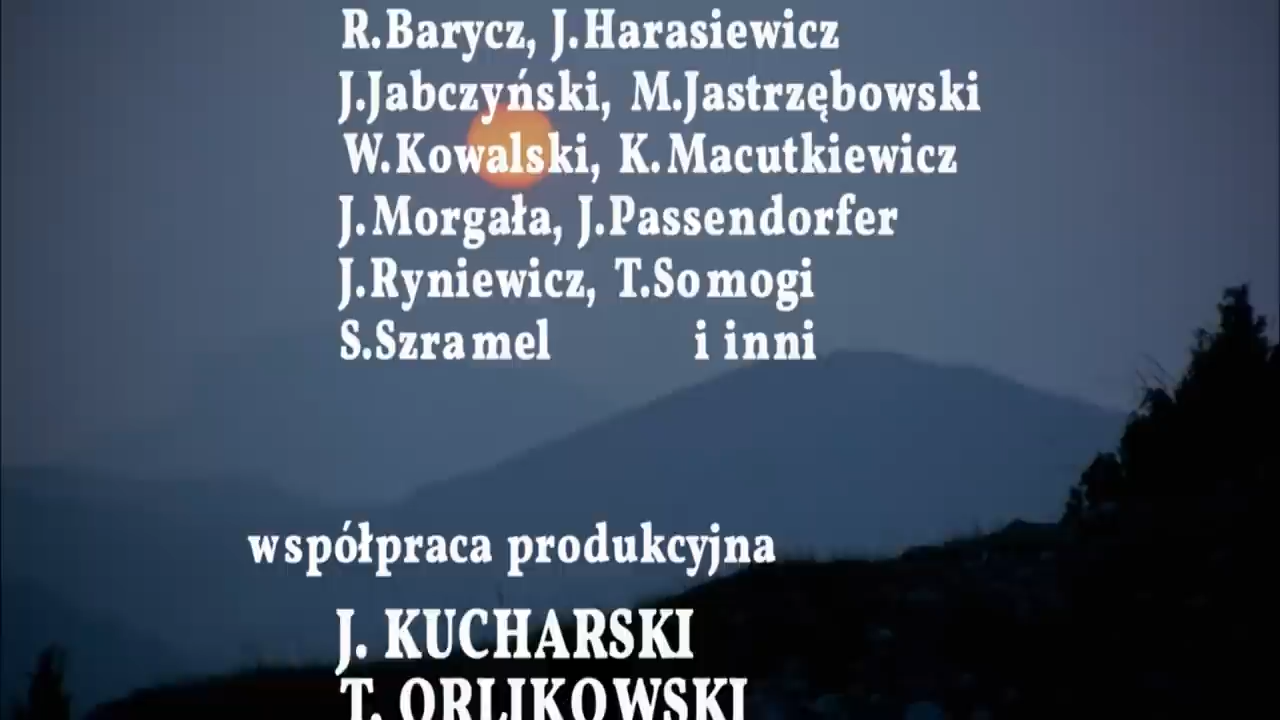 R.Barycz, J.Harasiewicz
J.Jabczyński, M.Jastrzębowski
W.Kowalski, K.Macutkiewicz
J.Morgała, J.Passendorfer
J.Ryniewicz, T.Somogi
S.Szramel i inni
współpraca produkcyjna
J. KUCHARSKI
T. ORLIKOWSKI